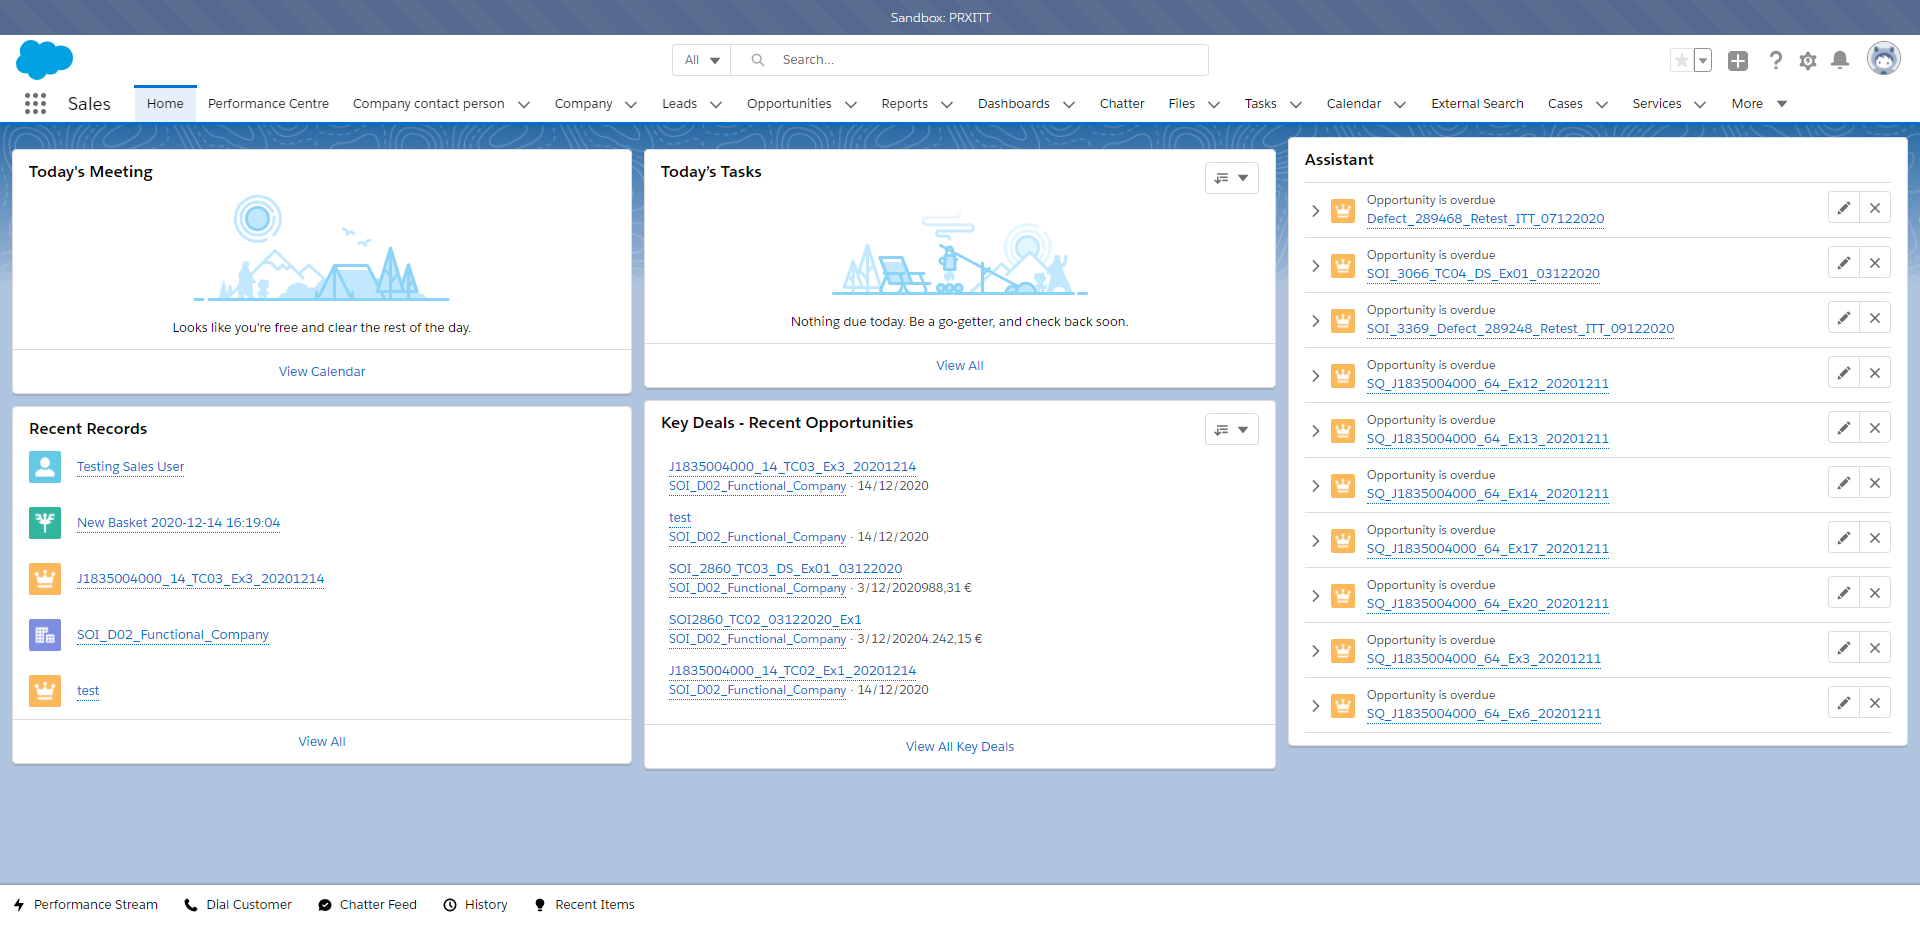 Sandbox: PRXITT
All
Search...
Sales
Home
Performance Centre
Company contact person
Company
Leads
Opportunities
Reports
Dashboards
Chatter
Files
Tasks
Calendar
External Search
Cases
Services
More
Today's Meeting
Looks like you're free and clear the rest of the day.
View Calendar
Recent Records
Testing Sales User
New Basket 2020-12-14 16:19:04
J1835004000_14_TC03_Ex3_20201214
SOI_D02_Functional_Company
test
View All
Today’s Tasks
Nothing due today. Be a go-getter, and check back soon.
View All
Key Deals - Recent Opportunities
J1835004000_14_TC03_Ex3_20201214
SOI_D02_Functional_Company · 14/12/2020
test
SOI_D02_Functional_Company · 14/12/2020
SOI_2860_TC03_DS_Ex01_03122020
SOI_D02_Functional_Company · 3/12/2020988,31 €
SOI2860_TC02_03122020_Ex1
SOI_D02_Functional_Company · 3/12/20204.242,15 €
J1835004000_14_TC02_Ex1_20201214
SOI_D02_Functional_Company · 14/12/2020
View All Key Deals
Assistant
Opportunity is overdue
Defect_289468_Retest_ITT_07122020
Opportunity is overdue
SOI_3066_TC04_DS_Ex01_03122020
Opportunity is overdue
SOI_3369_Defect_289248_Retest_ITT_09122020
Opportunity is overdue
SQ_J1835004000_64_Ex12_20201211
Opportunity is overdue
SQ_J1835004000_64_Ex13_20201211
Opportunity is overdue
SQ_J1835004000_64_Ex14_20201211
Opportunity is overdue
SQ_J1835004000_64_Ex17_20201211
Opportunity is overdue
SQ_J1835004000_64_Ex20_20201211
Opportunity is overdue
SQ_J1835004000_64_Ex3_20201211
Opportunity is overdue
SQ_J1835004000_64_Ex6_20201211
Performance Stream
Dial Customer
Chatter Feed
History
Recent Items